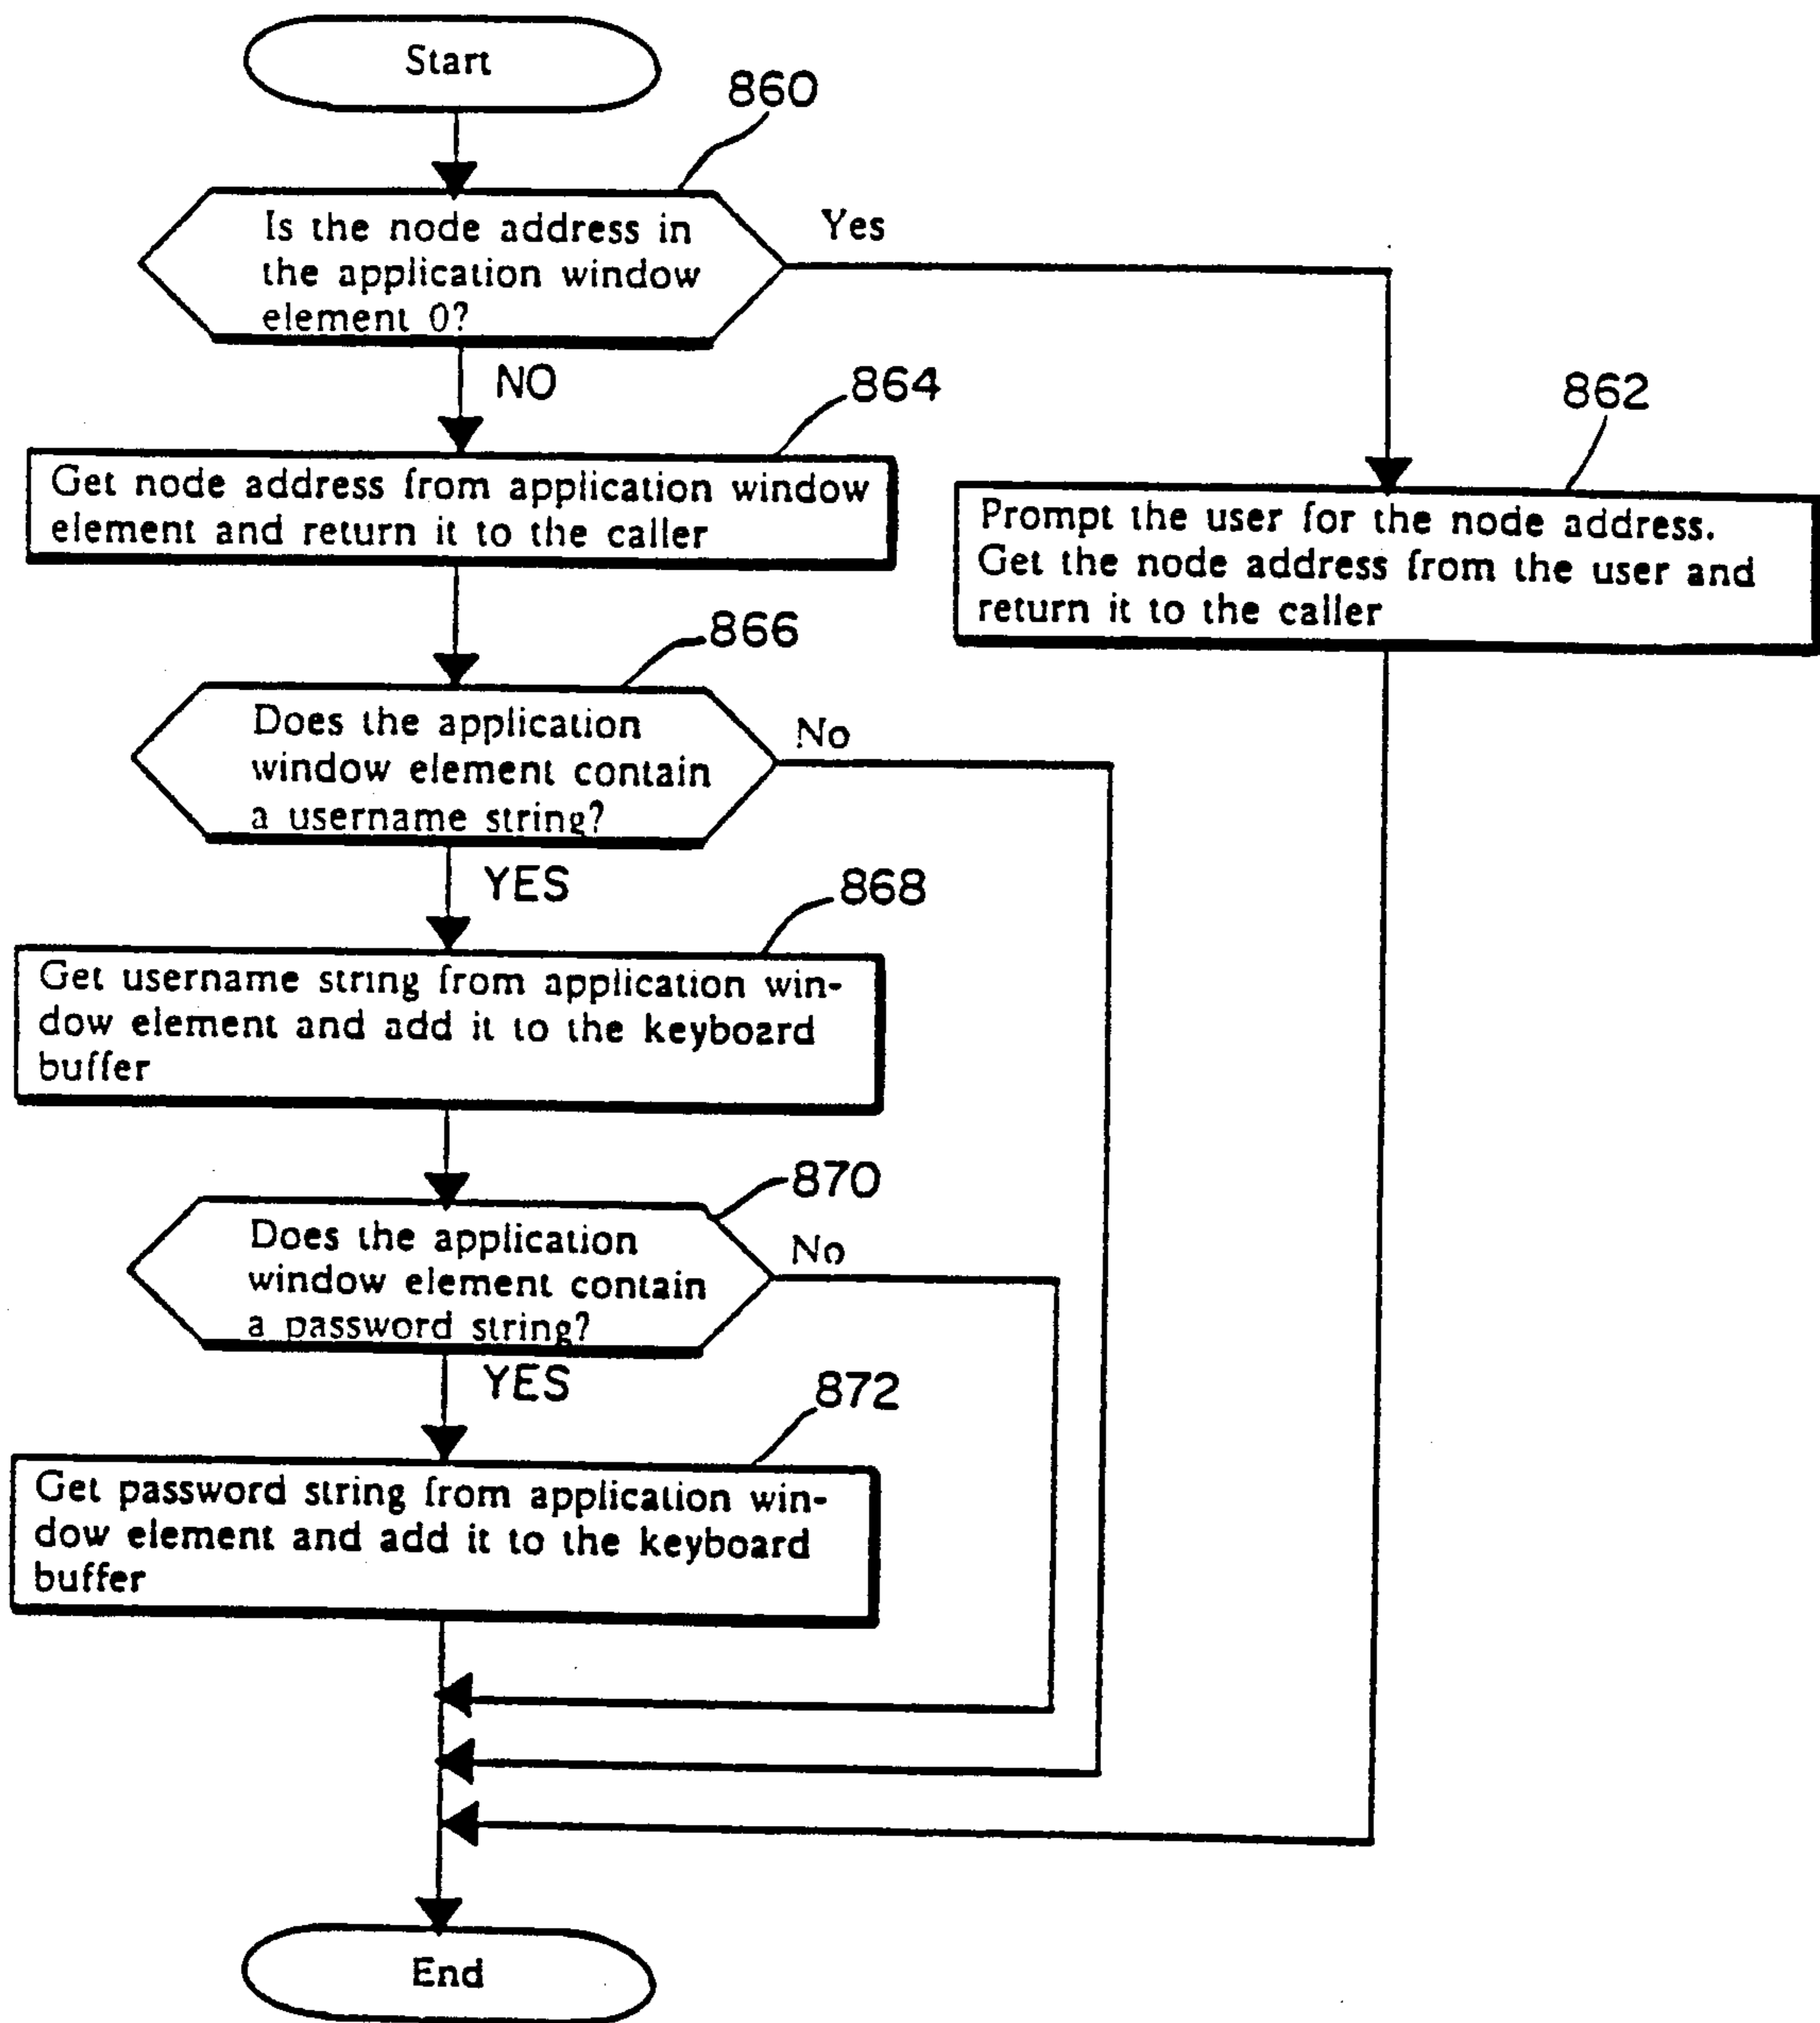 Start
860
Is the node address in
the application window
element 0?
Yes
NO
864
862
Get node address from application window
element and return it to the caller
Prompt the user for the node address.
Get the node address from the user and
return it to the caller
866
Does the application
window element contain
a username string?
No
YES
868
Get username string from application win-
dow element and add it to the keyboard
buffer
870
Does the application
window element contain
a password string?
No
YES
872
Get password string from application win-
dow element and add it to the keyboard
buffer
End